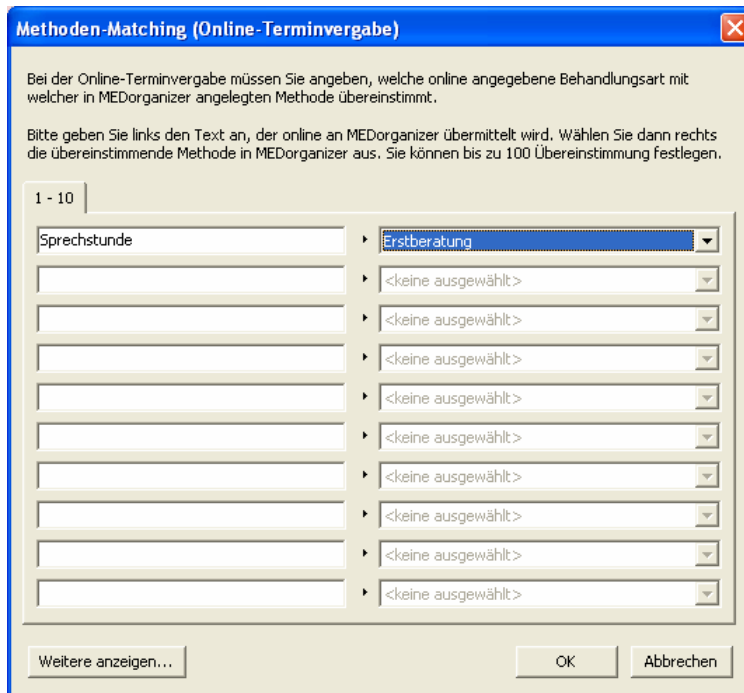 Methoden-Matching (Online-Terminvergabe)
Bei der Online-Terminvergabe müssen Sie angeben, welche online angegebene Behandlungsart mit
welcher in MEDorganizer angelegten Methode übereinstimmt.
Bitte geben Sie links den Text an, der online an MEDorganizer übermittelt wird. Wählen Sie dann rechts
die übereinstimmende Methode in MEDorganizer aus. Sie können bis zu 100 Übereinstimmung festlegen.
1 - 10
Sprechstunde Erstberatung
<keine ausgewählt>
<keine ausgewählt>
<keine ausgewählt>
<keine ausgewählt>
<keine ausgewählt>
<keine ausgewählt>
<keine ausgewählt>
<keine ausgewählt>
<keine ausgewählt>
Weitere anzeigen... OK Abbrechen